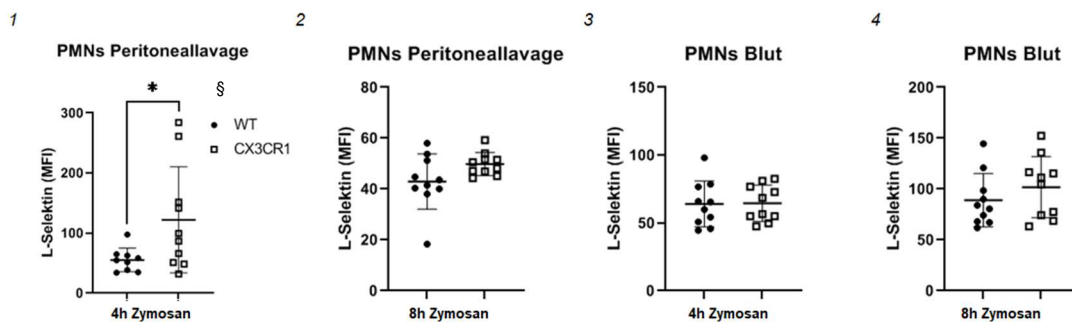 1
PMNs Peritoneallavage
*
§
WT
CX3CR1
L-Selektin (MFI)
300
200
100
0
4h Zymosan
2
PMNs Peritoneallavage
L-Selektin (MFI)
80
60
40
20
0
8h Zymosan
3
PMNs Blut
L-Selektin (MFI)
150
100
50
0
4h Zymosan
4
PMNs Blut
L-Selektin (MFI)
200
150
100
50
0
8h Zymosan